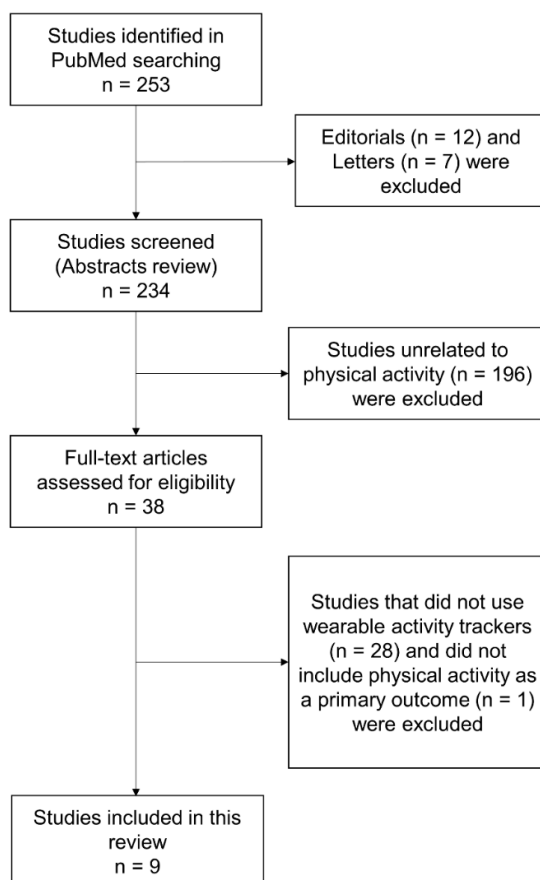 Studies identified in
PubMed searching
n = 253
Editorials (n = 12) and
Letters (n = 7) were
excluded
Studies screened
(Abstracts review)
n = 234
Studies unrelated to
physical activity (n = 196)
were excluded
Full-text articles
assessed for eligibility
n = 38
Studies that did not use
wearable activity trackers
(n = 28) and did not
include physical activity as
a primary outcome (n = 1)
were excluded
Studies included in this
review
n = 9